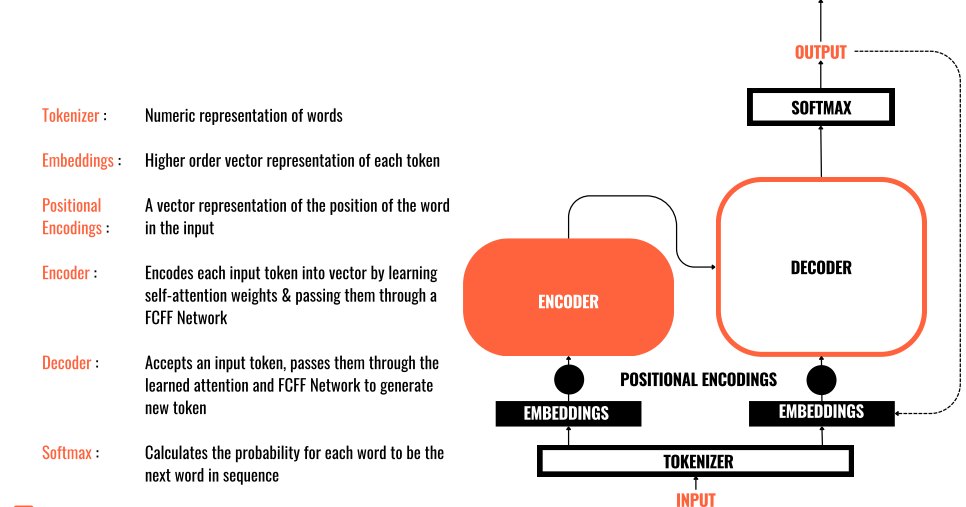 Tokenizer : Numeric representation of words
Embeddings : Higher order vector representation of each token
Positional Encodings : A vector representation of the position of the word
in the input
Encoder : Encodes each input token into vector by learning
self-attention weights & passing them through a
FCFF Network
Decoder : Accepts an input token, passes them through the
learned attention and FCFF Network to generate
new token
Softmax : Calculates the probability for each word to be the
next word in sequence
OUTPUT
SOFTMAX
DECODER
ENCODER
POSITIONAL ENCODINGS
EMBEDDINGS
EMBEDDINGS
TOKENIZER
INPUT